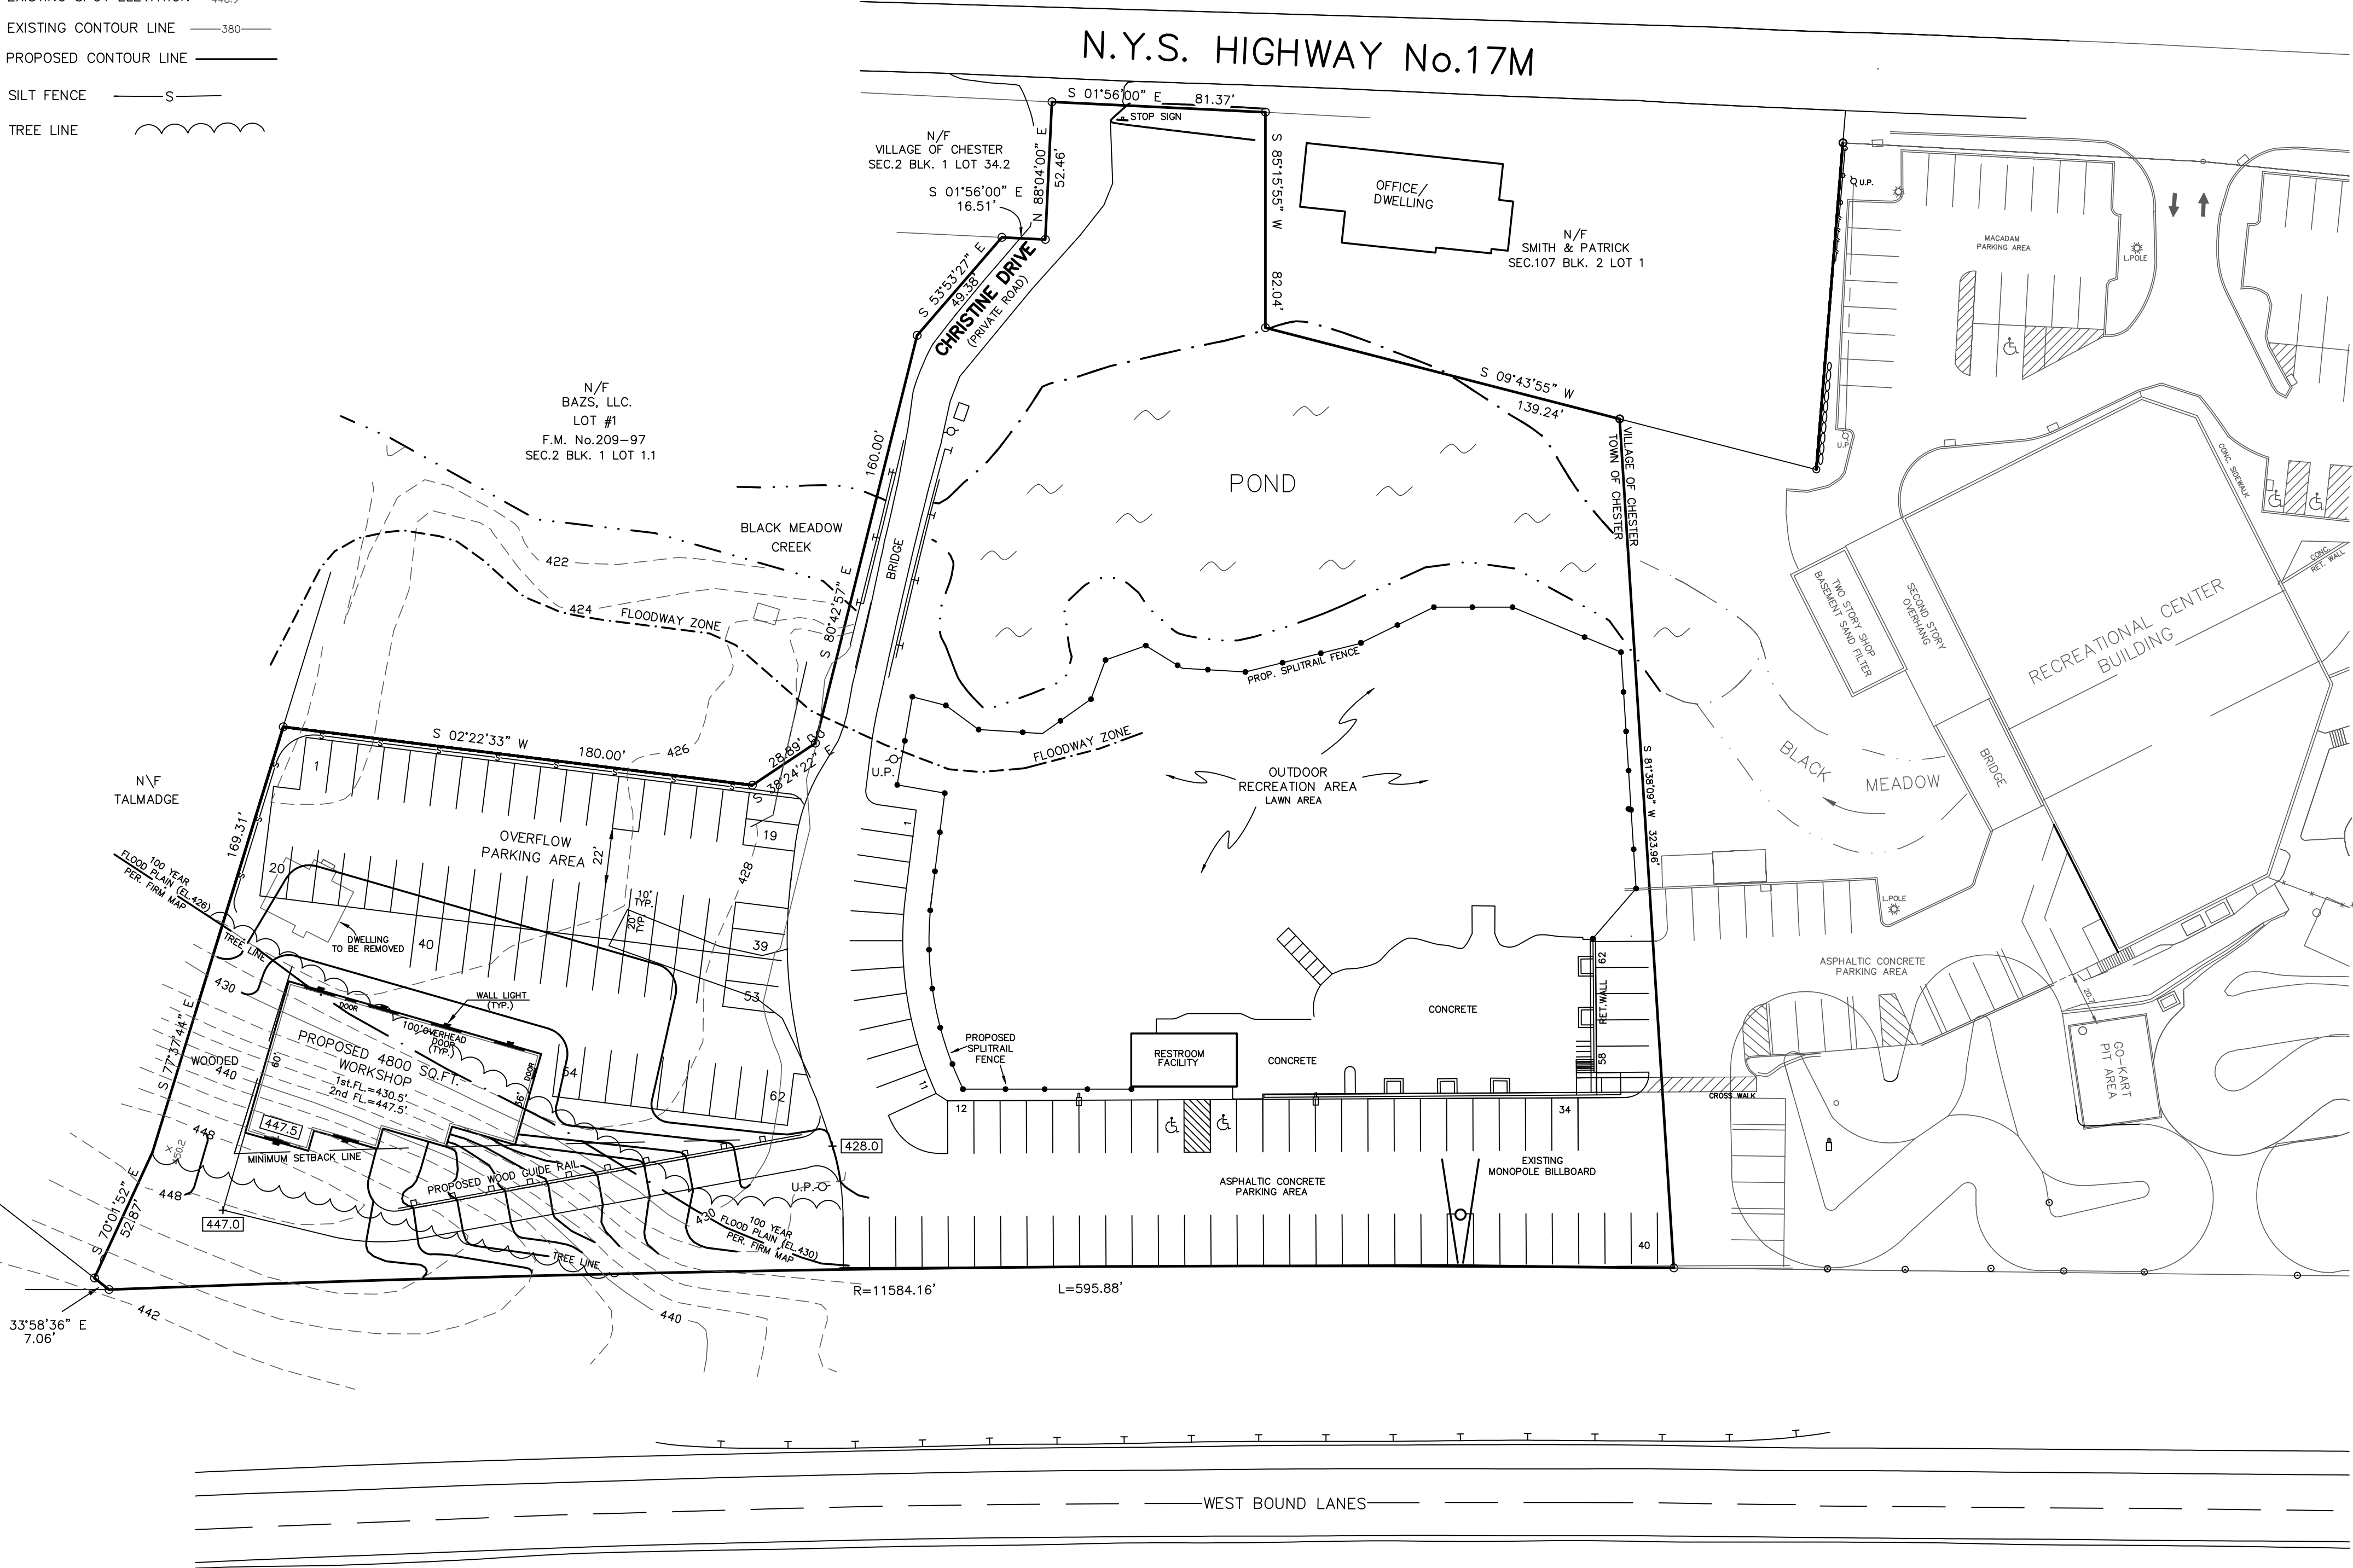 EXISTING CONTOUR LINE 380
PROPOSED CONTOUR LINE
SILT FENCE S
TREE LINE
N.Y.S. HIGHWAY No.17M
S 01°56'00" E 81.37'
STOP SIGN
N/F
VILLAGE OF CHESTER
SEC.2 BLK. 1 LOT 34.2
S 01°56'00" E
16.51'
N 88°04'00" E
52.46'
S 85°15'55" W 82.04'
OFFICE/
DWELLING
N/F
SMITH & PATRICK
SEC.107 BLK. 2 LOT 1
U.P.
MACADAM
PARKING AREA
L.POLE
S 53°53'27" E
49.38'
CHRISTINE DRIVE
(PRIVATE ROAD)
N/F
BAZS, LLC.
LOT #1
F.M. No.209-97
SEC.2 BLK. 1 LOT 1.1
160.00'
S 80°42'57" E
BRIDGE
BLACK MEADOW
CREEK
422
424
FLOODWAY ZONE
POND
S 09°43'55" W
139.24'
VILLAGE OF CHESTER
TOWN OF CHESTER
U.P.
CONC. SIDEWALK
CONC.
RET. WALL
TWO STORY SHOP
BASEMENT SAND FILTER
SECOND STORY
OVERHANG
RECREATIONAL CENTER
BUILDING
PROP. SPLITRAIL FENCE
FLOODWAY ZONE
OUTDOOR
RECREATION AREA
LAWN AREA
S 81°38'09" W 323.96'
BLACK
MEADOW
BRIDGE
S 02°22'33" W 180.00'
426
28.89'
S 38°24'22" E
U.P.
N\F
TALMADGE
169.31'
S 77°37'44" E
1
19
20
OVERFLOW
PARKING AREA
22'
428
100 YEAR
FLOOD PLAIN (EL.426)
PER. FIRM MAP
TREE LINE
DWELLING
TO BE REMOVED
40
10'
TYP.
20'
TYP.
39
53
430
WALL LIGHT
(TYP.)
DOOR
100'
OVERHEAD
DOOR
(TYP.)
PROPOSED 4800 SQ.FT.
WORKSHOP
1st.FL.=430.5'
2nd FL.=447.5'
60'
DOOR
66'
WOODED
440
54
62
447.5
MINIMUM SETBACK LINE
448
448
450.2
447.0
PROPOSED WOOD GUIDE RAIL
428.0
U.P.
430
100 YEAR
FLOOD PLAIN (EL.430)
PER. FIRM MAP
TREE LINE
S 70°01'52" E
52.87'
33°58'36" E
7.06'
442
440
1
11
12
PROPOSED
SPLITRAIL
FENCE
RESTROOM
FACILITY
CONCRETE
CONCRETE
62
RET.WALL
58
34
40
L.POLE
ASPHALTIC CONCRETE
PARKING AREA
20.7
GO-KART
PIT AREA
CROSS WALK
ASPHALTIC CONCRETE
PARKING AREA
EXISTING
MONOPOLE BILLBOARD
R=11584.16' L=595.88'
WEST BOUND LANES